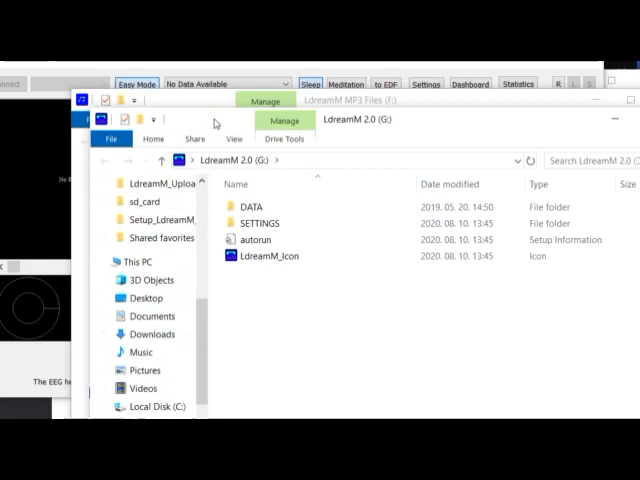 Easy Mode No Data Available Sleep Meditation to EDF Settings Dashboard Statistics R L S
Manage LdreamM MP3 Files (F:)
Manage LdreamM 2.0 (G:)
File Home Share View Drive Tools
LdreamM 2.0 (G:) Search LdreamM 2.0
Name Date modified Type Size
LdreamM_Uploa
sd_card
Setup_LdreamM_
Shared favorites
This PC
3D Objects
Desktop
Documents
Downloads
Music
Pictures
Videos
Local Disk (C:)
DATA 2019. 05. 20. 14:50 File folder
SETTINGS 2020. 08. 10. 13:45 File folder
autorun 2020. 08. 10. 13:45 Setup Information
LdreamM_Icon 2020. 08. 10. 13:45 Icon
The EEG he